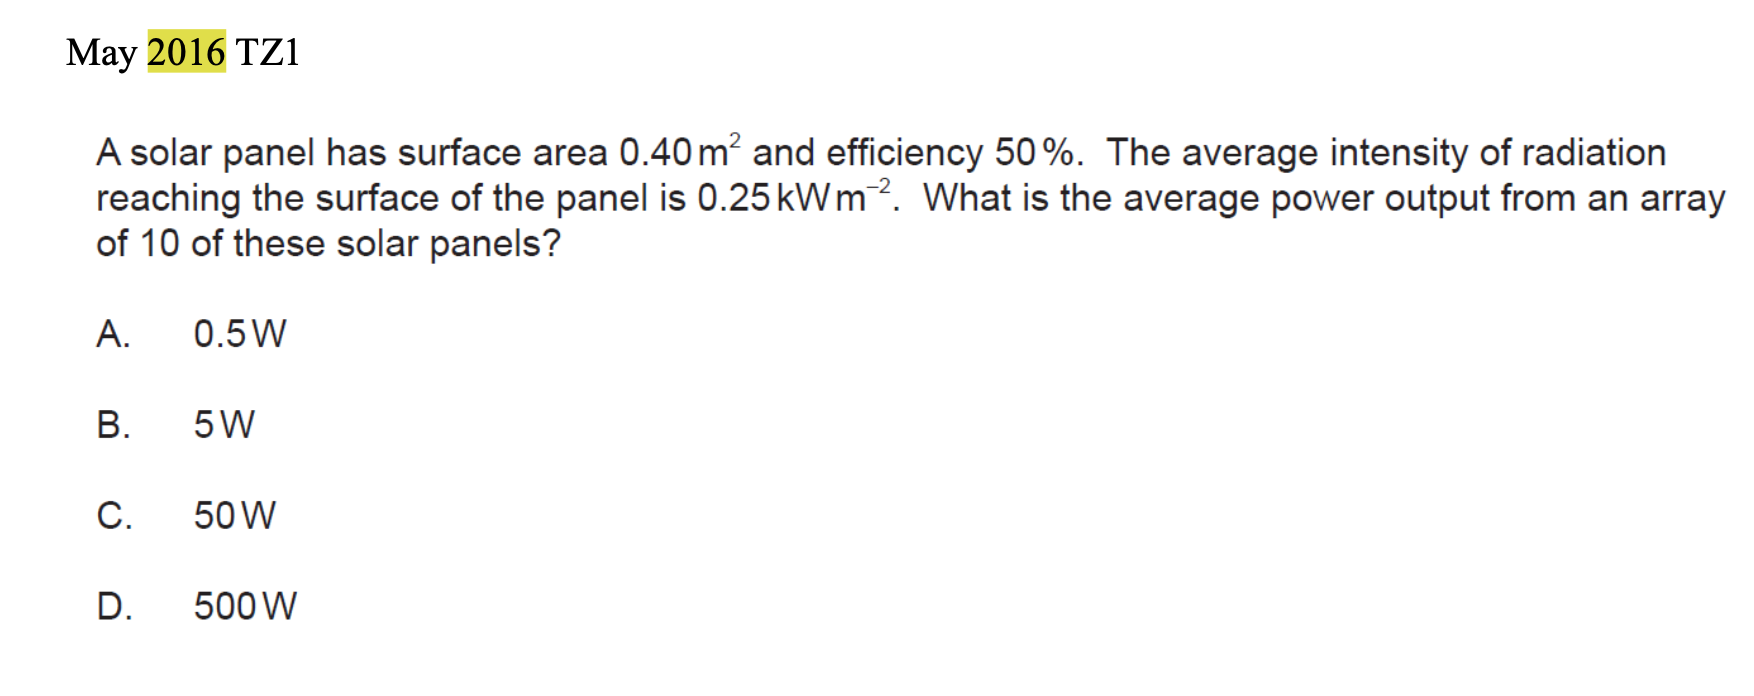 May 2016 TZ1
A solar panel has surface area 0.40 m² and efficiency 50 %. The average intensity of radiation
reaching the surface of the panel is 0.25 kW m⁻². What is the average power output from an array
of 10 of these solar panels?
A. 0.5 W
B. 5 W
C. 50 W
D. 500 W